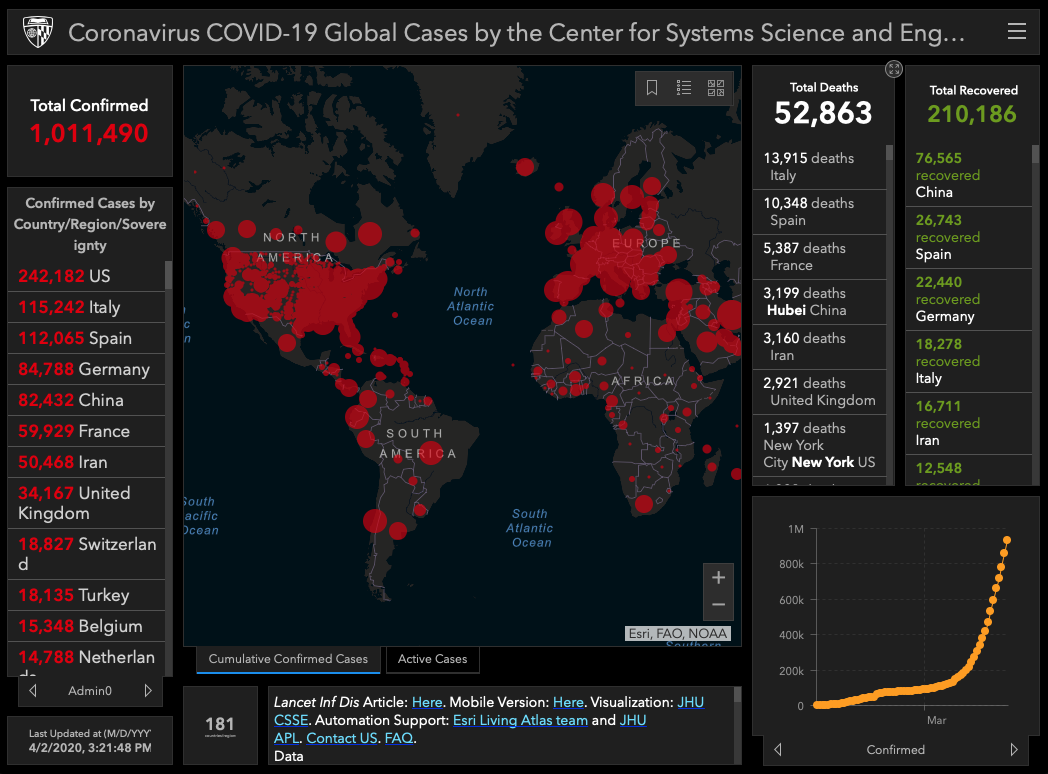 Coronavirus COVID-19 Global Cases by the Center for Systems Science and Eng…
Total Confirmed
1,011,490
Confirmed Cases by
Country/Region/Sovere
ignty
242,182 US
115,242 Italy
112,065 Spain
84,788 Germany
82,432 China
59,929 France
50,468 Iran
34,167 United
Kingdom
18,827 Switzerlan
d
18,135 Turkey
15,348 Belgium
14,788 Netherlan
Admin0
Last Updated at (M/D/YYY
4/2/2020, 3:21:48 PM
NORTH
AMERICA
EUROPE
North
Atlantic
Ocean
AFRICA
SOUTH
AMERICA
South
Pacific
Ocean
South
Atlantic
Ocean
+
−
Esri, FAO, NOAA
Southern
Cumulative Confirmed Cases
Active Cases
181
country/region
Lancet Inf Dis Article: Here. Mobile Version: Here. Visualization: JHU
CSSE. Automation Support: Esri Living Atlas team and JHU
APL. Contact US. FAQ.
Data
Total Deaths
52,863
13,915 deaths
Italy
10,348 deaths
Spain
5,387 deaths
France
3,199 deaths
Hubei China
3,160 deaths
Iran
2,921 deaths
United Kingdom
1,397 deaths
New York
City New York US
Total Recovered
210,186
76,565
recovered
China
26,743
recovered
Spain
22,440
recovered
Germany
18,278
recovered
Italy
16,711
recovered
Iran
12,548
recovered
1M
800k
600k
400k
200k
0
Mar
Confirmed